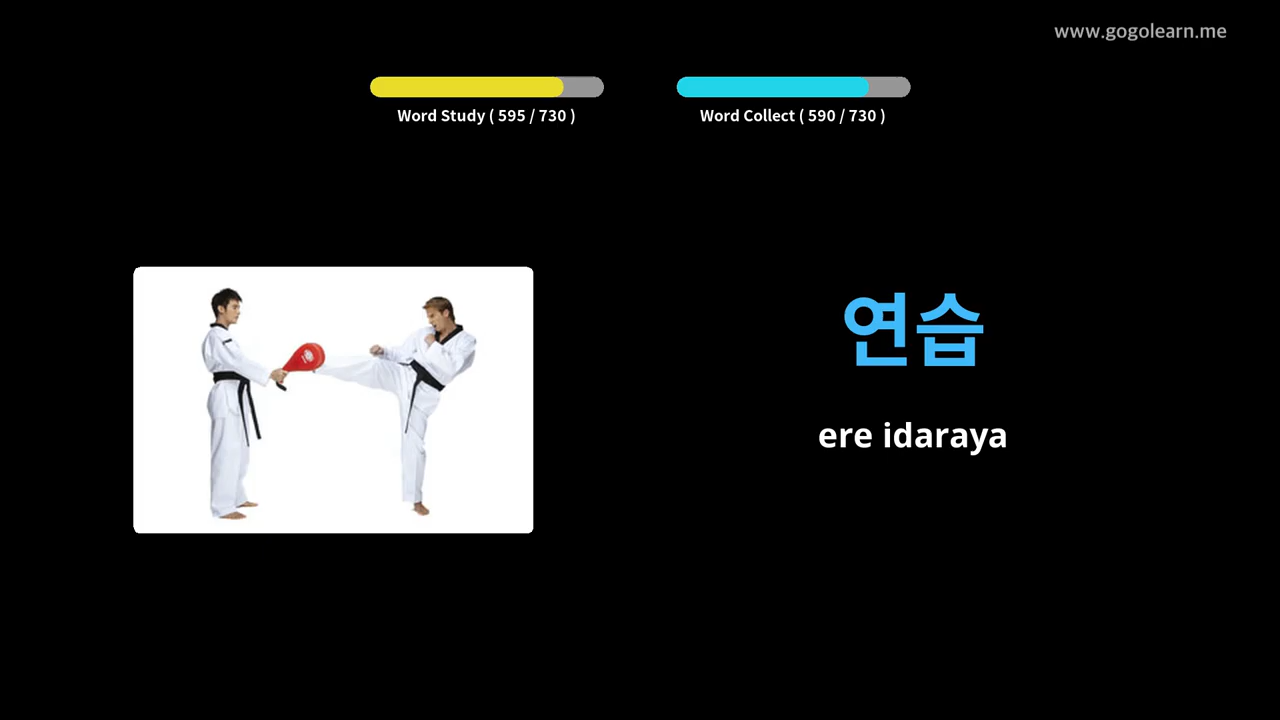 www.gogolearn.me
Word Study ( 595 / 730 )
Word Collect ( 590 / 730 )
연습
ere idaraya